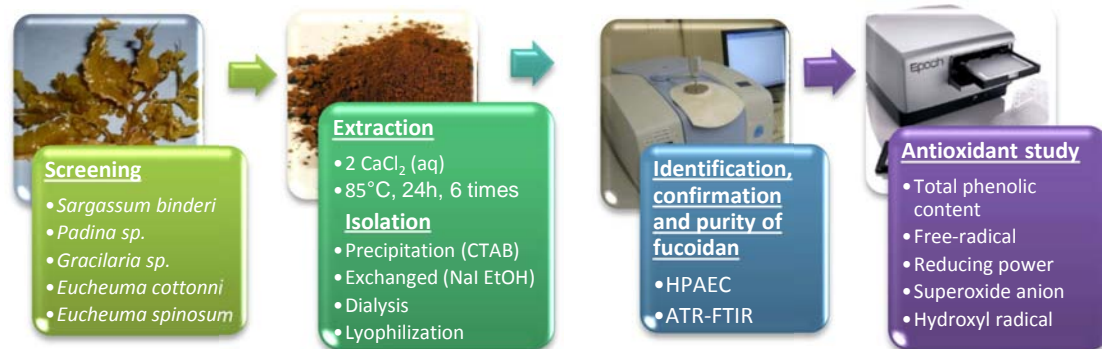 Screening
•Sargassum binderi
•Padina sp.
•Gracilaria sp.
•Eucheuma cottonni
•Eucheuma spinosum
Extraction
•2 CaCl₂ (aq)
•85°C, 24h, 6 times
Isolation
•Precipitation (CTAB)
•Exchanged (NaI EtOH)
•Dialysis
•Lyophilization
Identification,
confirmation
and purity of
fucoidan
•HPAEC
•ATR-FTIR
Epoch
Antioxidant study
•Total phenolic
content
•Free-radical
•Reducing power
•Superoxide anion
•Hydroxyl radical